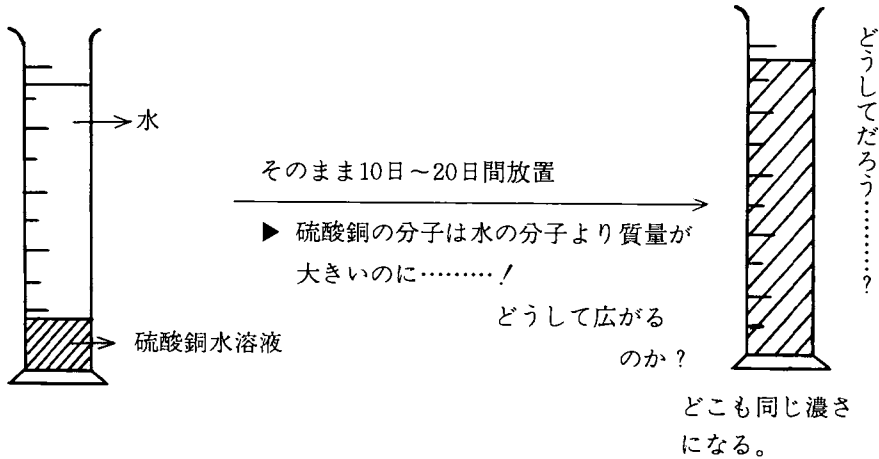 水
硫酸銅水溶液
そのまま10日～20日間放置
▶ 硫酸銅の分子は水の分子より質量が
大きいのに………！
どうして広がる
のか？
どうしてだろう…………？
どこも同じ濃さ
になる。